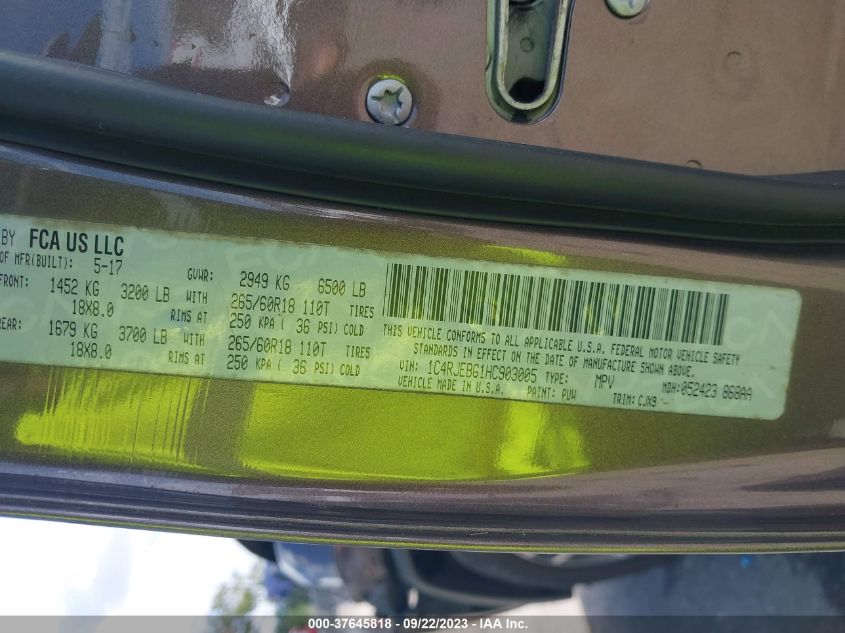 BY FCA US LLC
OF MFR(BUILT): 5-17 GVWR: 2949 KG 6500 LB
FRONT: 1452 KG 3200 LB WITH 265/60R18 110T TIRES
18X8.0 RIMS AT 250 KPA ( 36 PSI) COLD
REAR: 1679 KG 3700 LB WITH 265/60R18 110T TIRES
18X8.0 RIMS AT 250 KPA ( 36 PSI) COLD
THIS VEHICLE CONFORMS TO ALL APPLICABLE U.S.A. FEDERAL MOTOR VEHICLE SAFETY
STANDARDS IN EFFECT ON THE DATE OF MANUFACTURE SHOWN ABOVE.
VIN: 1C4RJEBG1HC903005 TYPE: MPV MDH: 052423 868AA
VEHICLE MADE IN U.S.A. PAINT: PUW TRIM: CJX9 -
000-37645818 - 09/22/2023 - IAAI.COM